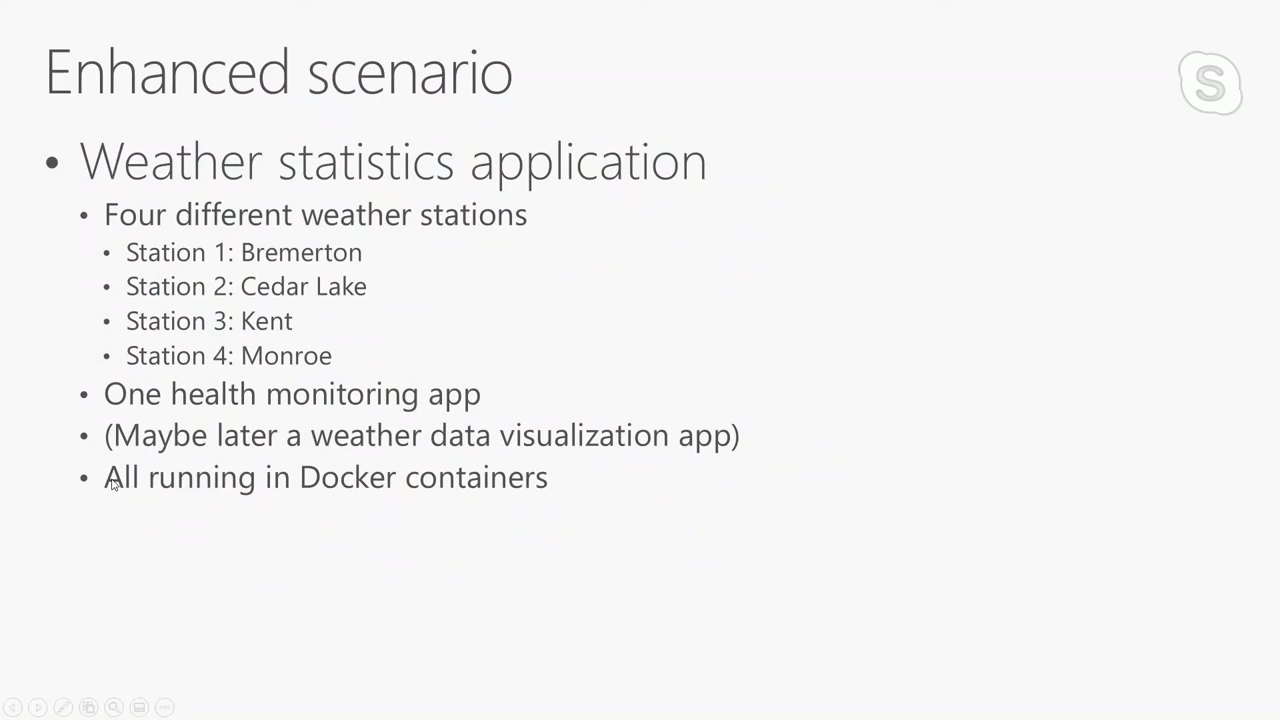 Enhanced scenario
S
• Weather statistics application
• Four different weather stations
• Station 1: Bremerton
• Station 2: Cedar Lake
• Station 3: Kent
• Station 4: Monroe
• One health monitoring app
• (Maybe later a weather data visualization app)
• All running in Docker containers